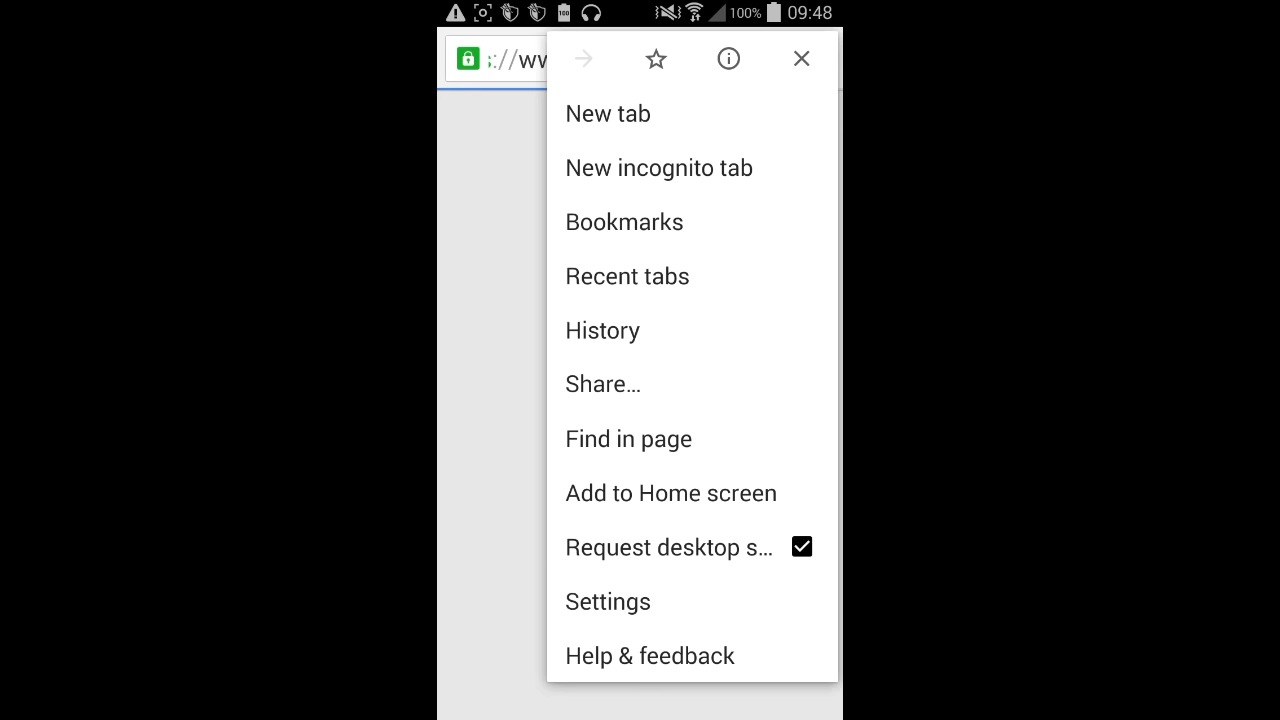 100 100% 09:48
://ww
New tab
New incognito tab
Bookmarks
Recent tabs
History
Share...
Find in page
Add to Home screen
Request desktop s...
Settings
Help & feedback